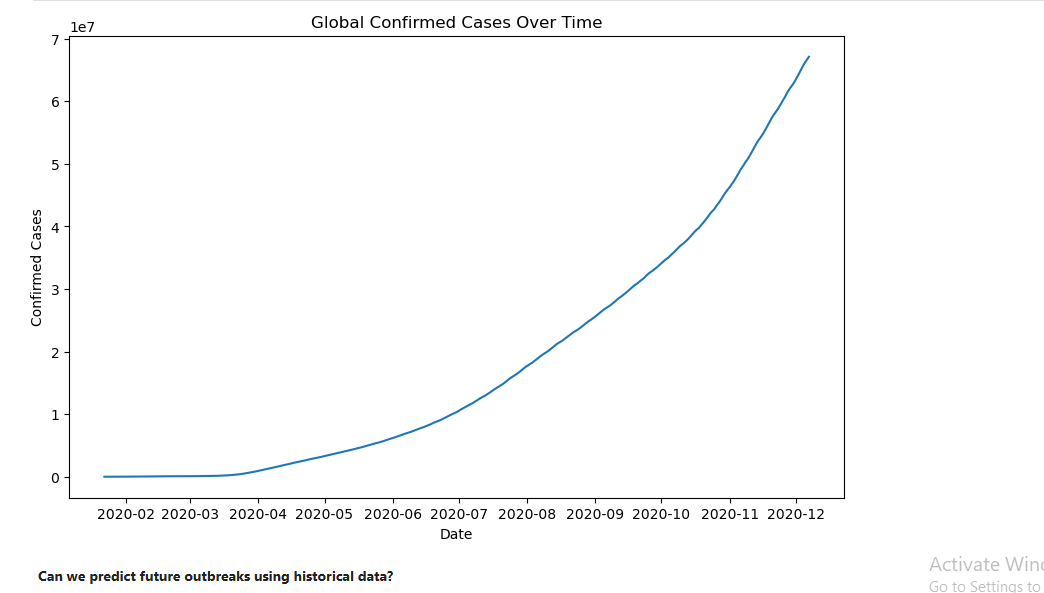 Global Confirmed Cases Over Time
1e7
7
6
5
4
3
2
1
0
Confirmed Cases
2020-02 2020-03 2020-04 2020-05 2020-06 2020-07 2020-08 2020-09 2020-10 2020-11 2020-12
Date
Can we predict future outbreaks using historical data?
Activate Win
Go to Settings to